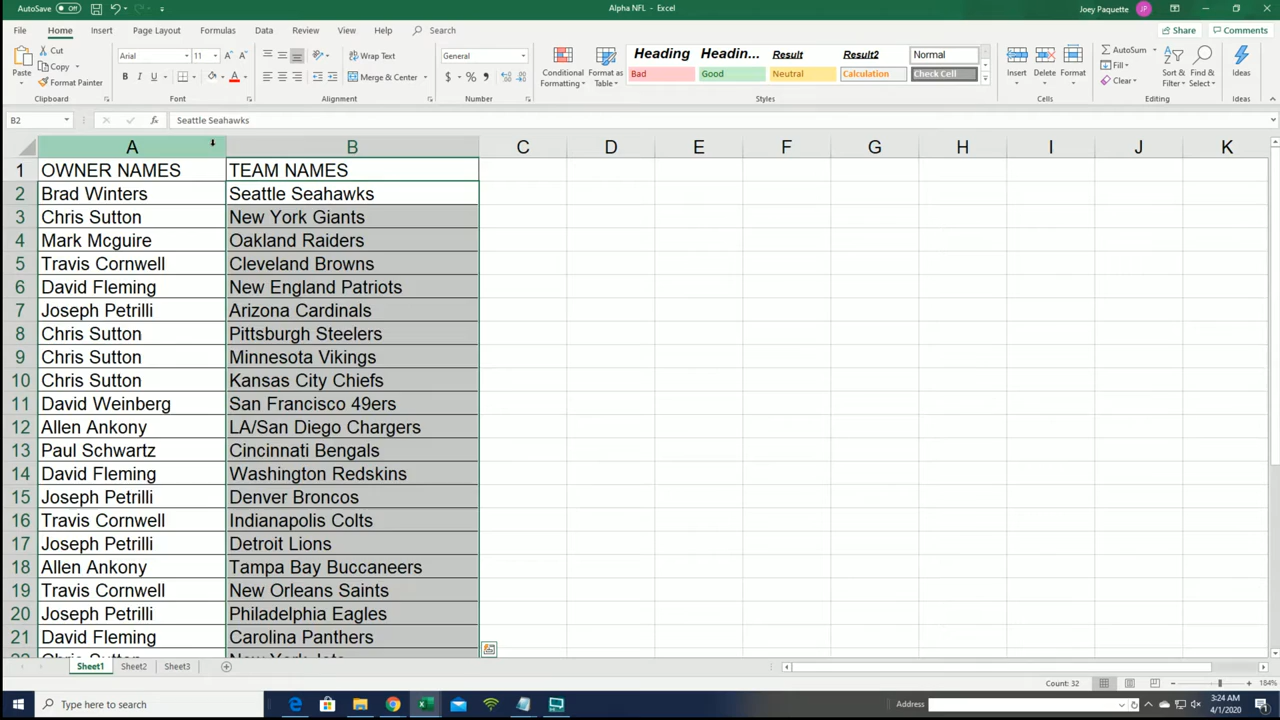 AutoSave Off
Alpha NFL - Excel
Joey Paquette JP
File Home Insert Page Layout Formulas Data Review View Help Search
Share Comments
Paste Cut Copy Format Painter
Clipboard
Arial 11
B I U
Font
Wrap Text
Merge & Center
Alignment
General
$ % ,
Number
Conditional Formatting Format as Table
Heading Headin... Result Result2 Normal
Bad Good Neutral Calculation Check Cell
Styles
Insert Delete Format
Cells
AutoSum Fill Clear
Sort & Filter Find & Select
Editing
Ideas
Ideas
B2 fx Seattle Seahawks
A B C D E F G H I J K
1 OWNER NAMES TEAM NAMES
2 Brad Winters Seattle Seahawks
3 Chris Sutton New York Giants
4 Mark Mcguire Oakland Raiders
5 Travis Cornwell Cleveland Browns
6 David Fleming New England Patriots
7 Joseph Petrilli Arizona Cardinals
8 Chris Sutton Pittsburgh Steelers
9 Chris Sutton Minnesota Vikings
10 Chris Sutton Kansas City Chiefs
11 David Weinberg San Francisco 49ers
12 Allen Ankony LA/San Diego Chargers
13 Paul Schwartz Cincinnati Bengals
14 David Fleming Washington Redskins
15 Joseph Petrilli Denver Broncos
16 Travis Cornwell Indianapolis Colts
17 Joseph Petrilli Detroit Lions
18 Allen Ankony Tampa Bay Buccaneers
19 Travis Cornwell New Orleans Saints
20 Joseph Petrilli Philadelphia Eagles
21 David Fleming Carolina Panthers
Sheet1 Sheet2 Sheet3
Count: 32 184%
Type here to search
Address
3:24 AM
4/1/2020